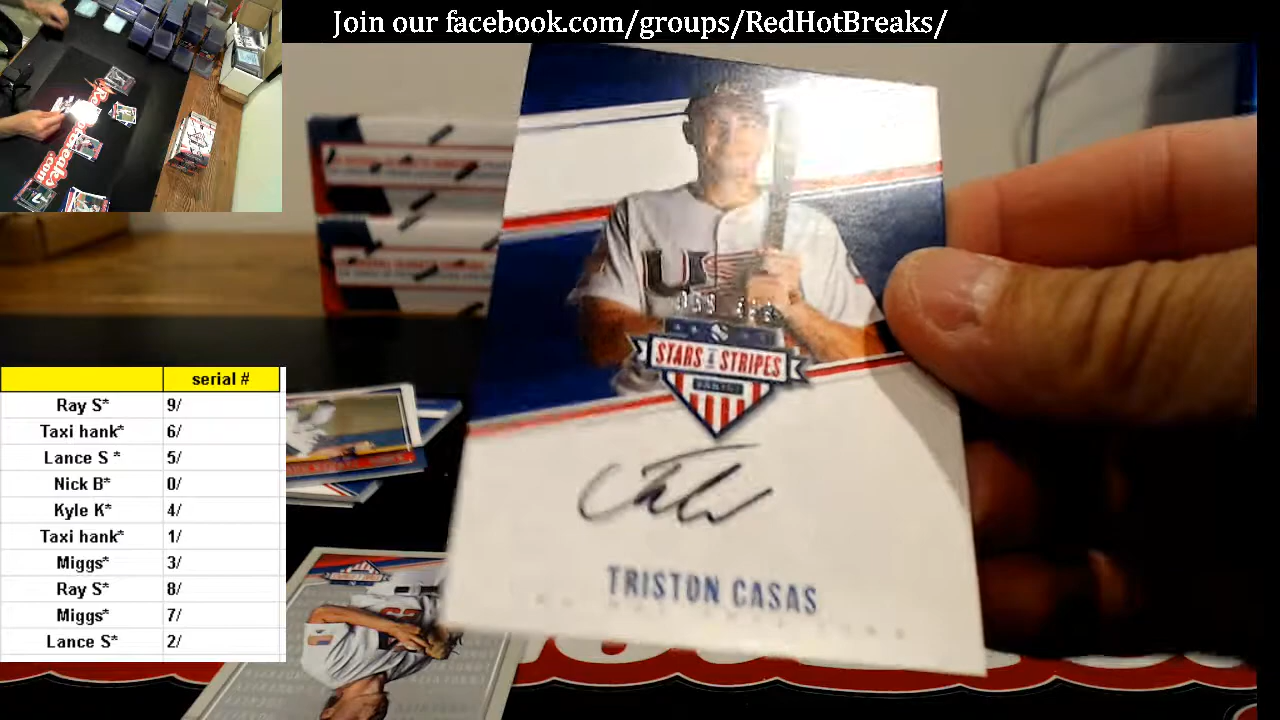 Join our facebook.com/groups/RedHotBreaks/
STARS & STRIPES
PANINI
TRISTON CASAS
serial #
Ray S* 9/
Taxi hank* 6/
Lance S * 5/
Nick B* 0/
Kyle K* 4/
Taxi hank* 1/
Miggs* 3/
Ray S* 8/
Miggs* 7/
Lance S* 2/